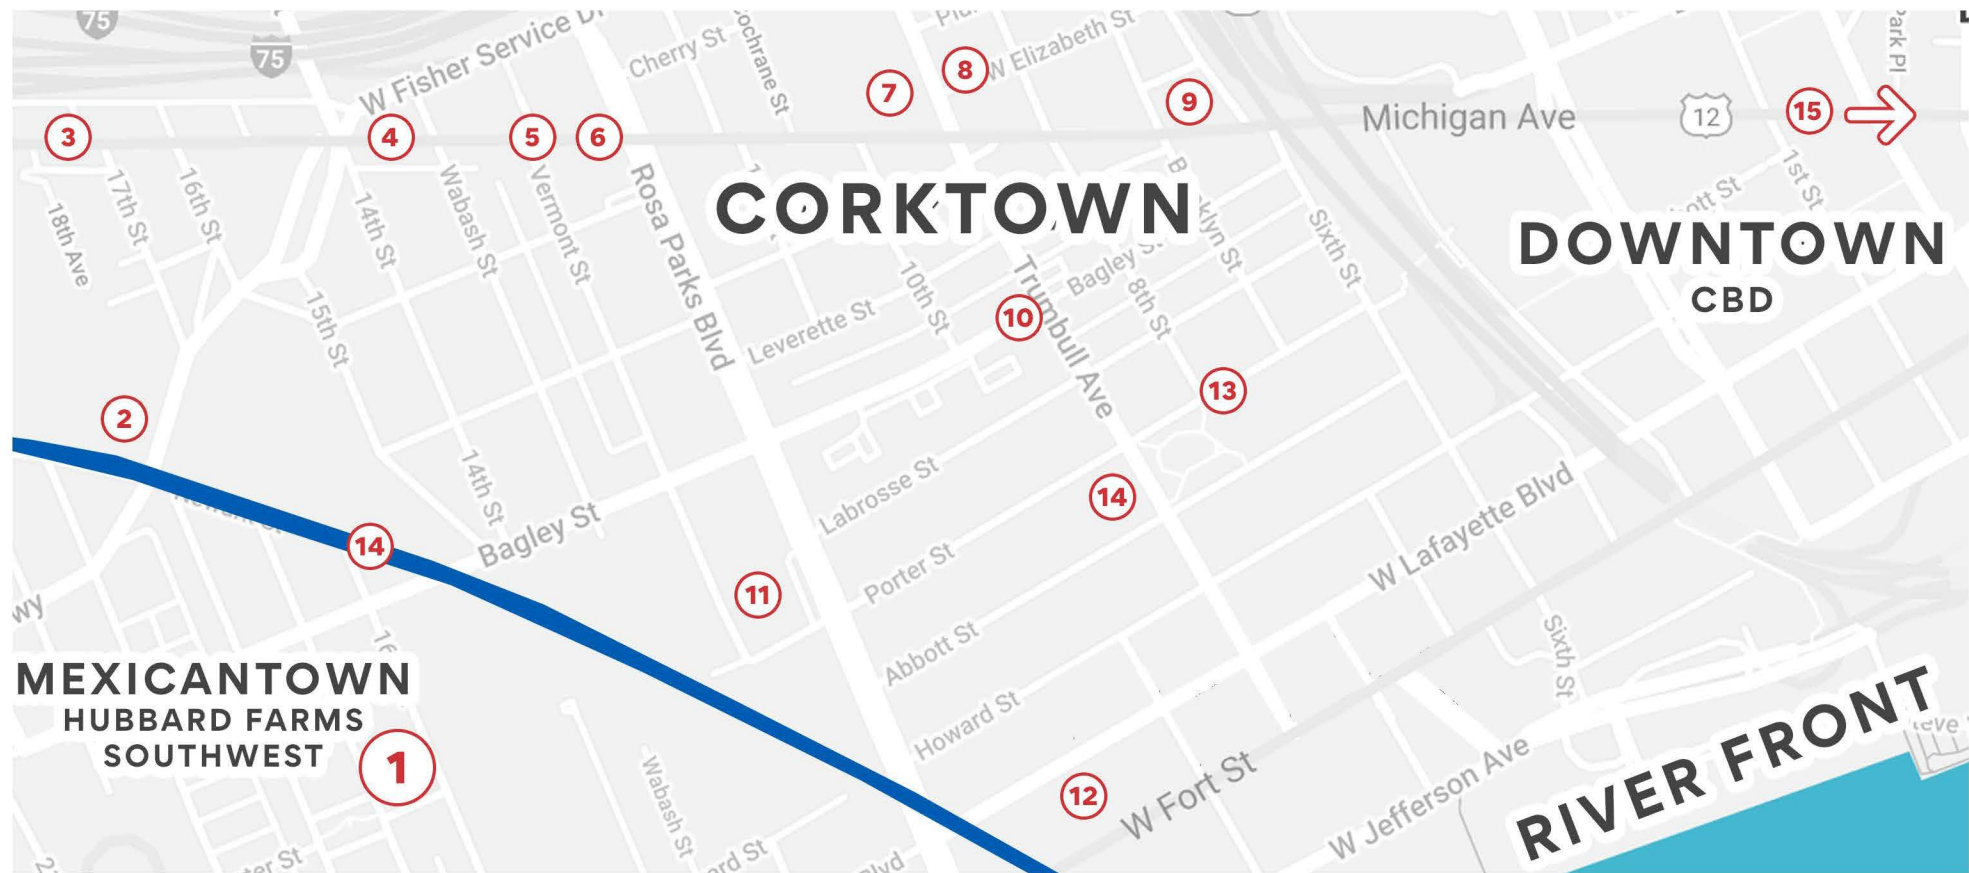 75
75
W Fisher Service Dr
Cherry St
Cochrane St
W Elizabeth St
Park Pl
3
4
5
6
7
8
9
Michigan Ave
12
15
18th Ave
17th St
16th St
14th St
Wabash St
Vermont St
Rosa Parks Blvd
CORKTOWN
Sixth St
1st St
DOWNTOWN
CBD
15th St
Leverette St
10th St
Trumbull Ave
Bagley St
8th St
10
2
13
14th St
Bagley St
Labrosse St
14
14
11
Porter St
W Lafayette Blvd
Abbott St
Sixth St
MEXICANTOWN
HUBBARD FARMS
SOUTHWEST
1
Howard St
Wabash St
12
W Fort St
W Jefferson Ave
RIVER FRONT